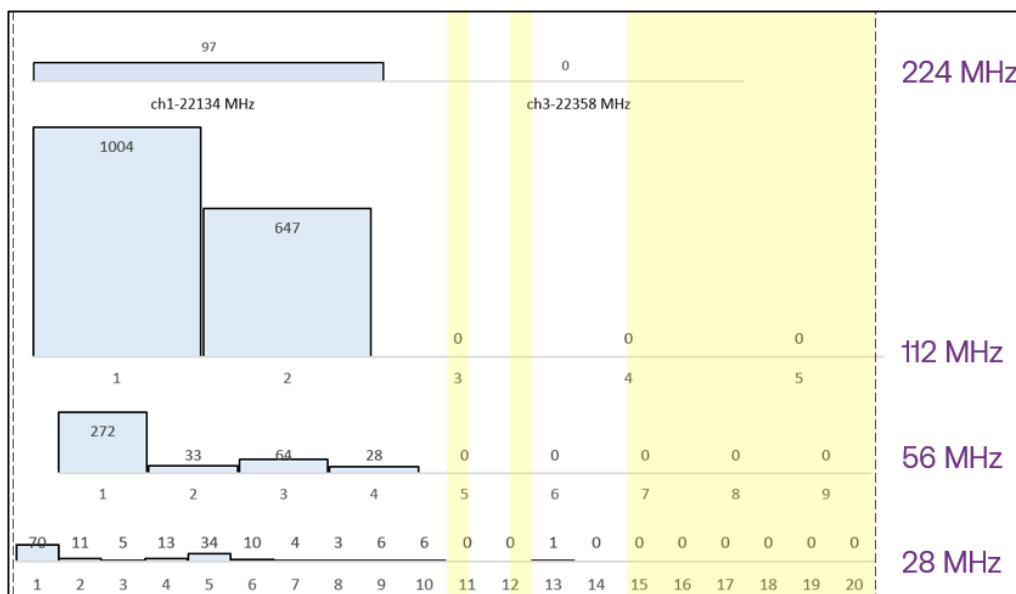 97 0 224 MHz
ch1-22134 MHz ch3-22358 MHz
1004
647
0 0 0 112 MHz
1 2 3 4 5
272
33 64 28 0 0 0 0 0 56 MHz
1 2 3 4 5 6 7 8 9
70 11 5 13 34 10 4 3 6 6 0 0 1 0 0 0 0 0 0 0 28 MHz
1 2 3 4 5 6 7 8 9 10 11 12 13 14 15 16 17 18 19 20